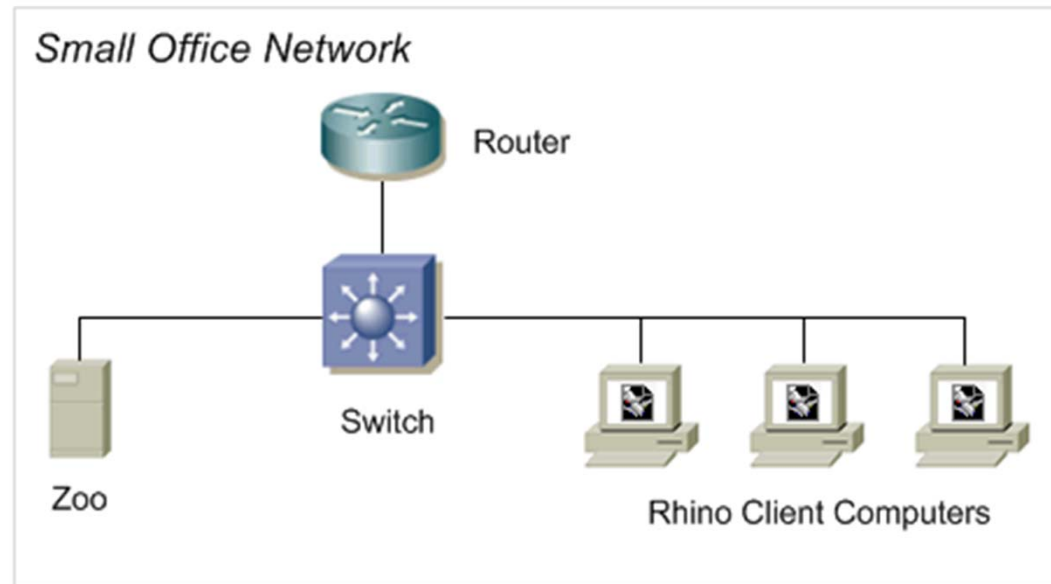 Small Office Network
Router
Switch
Zoo
Rhino Client Computers